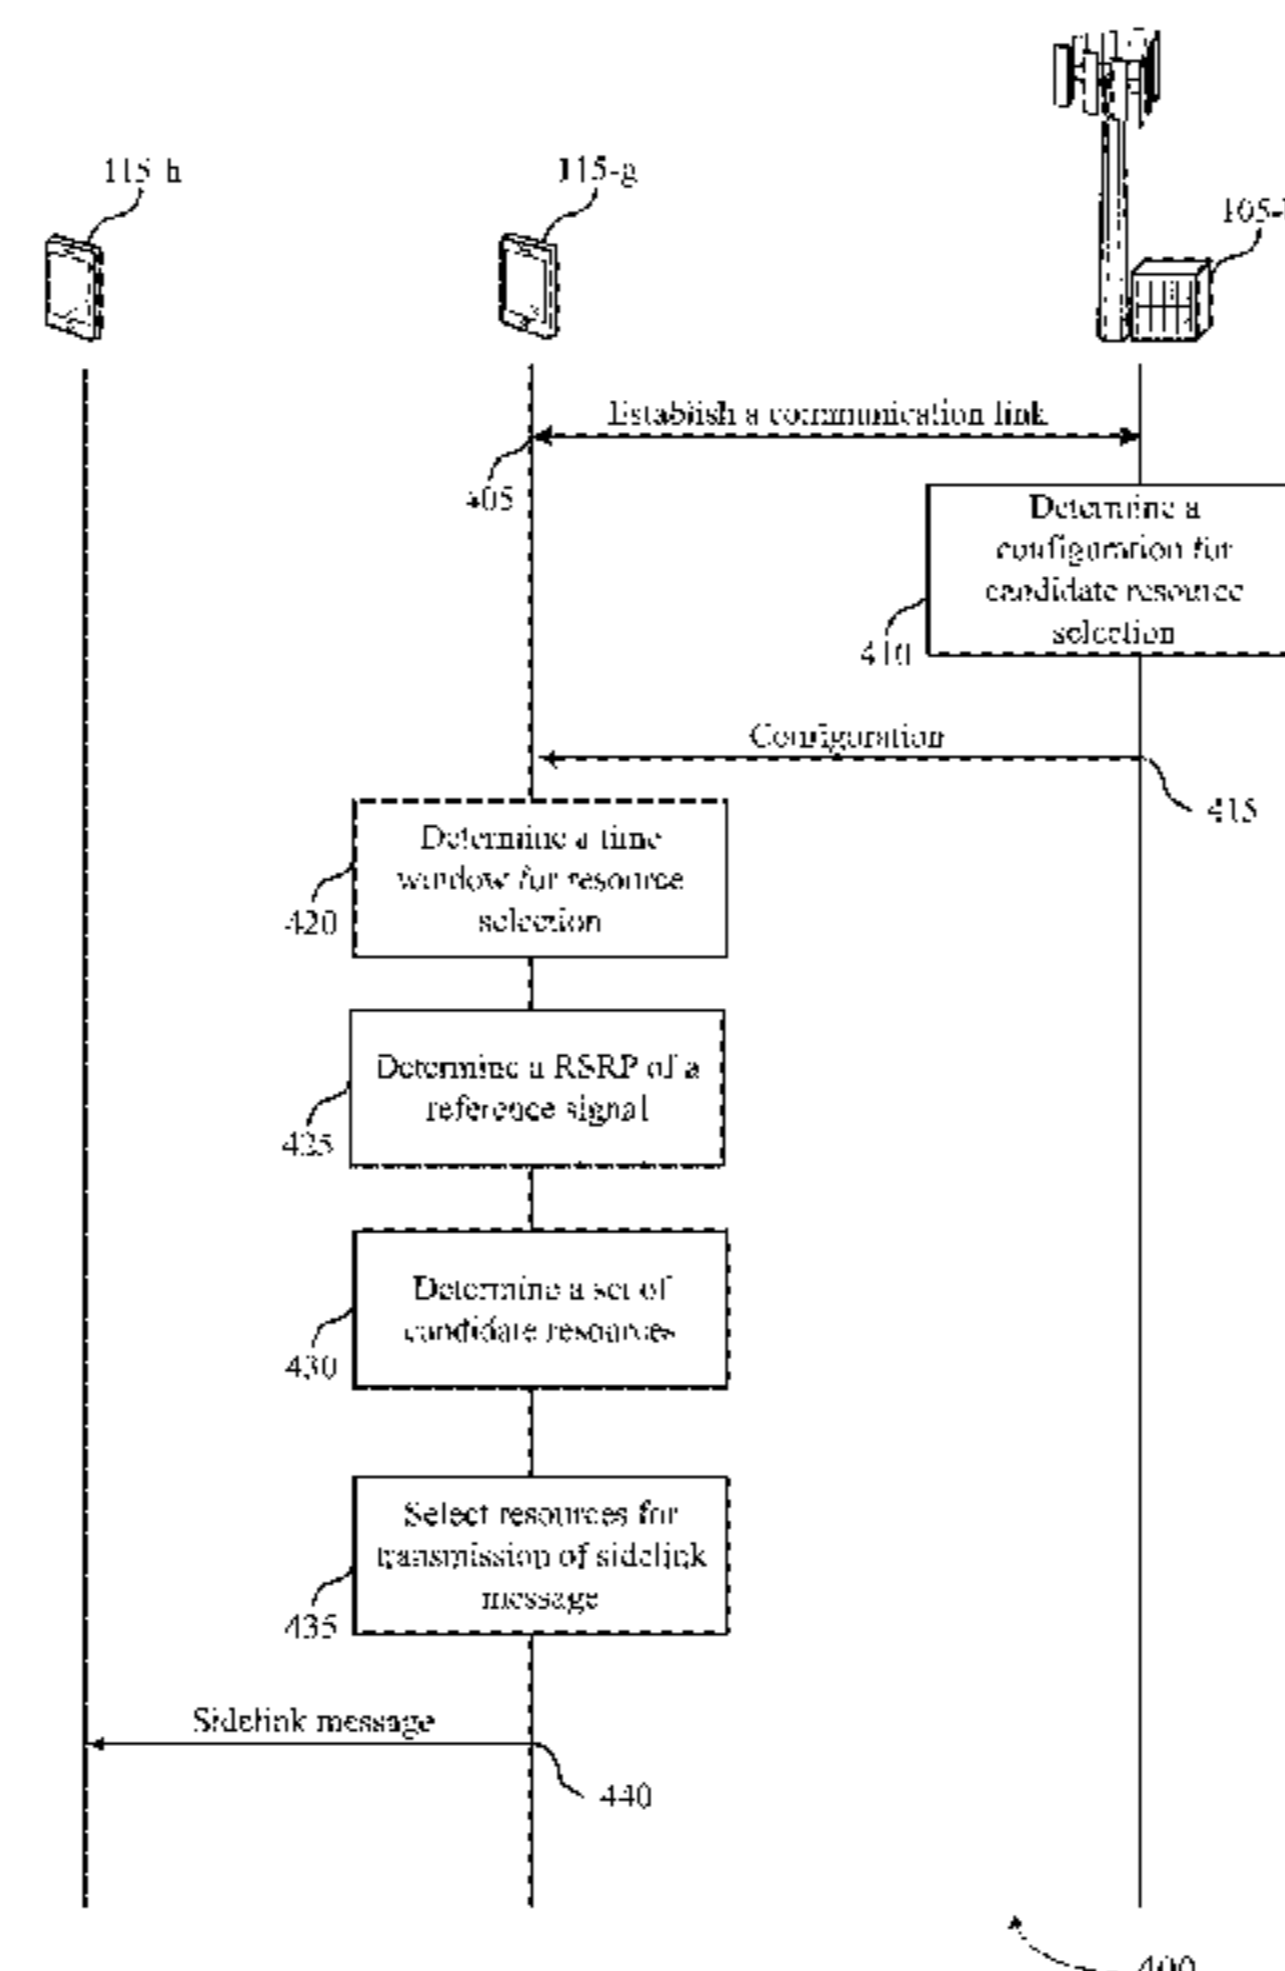 115-h
115-g
105-
Establish a communication link
405
Determine a
configuration for
candidate resource
selection
410
Configuration
415
Determine a time
window for resource
selection
420
Determine a RSRP of a
reference signal
425
Determine a set of
candidate resources
430
Select resources for
transmission of sidelink
message
435
Sidelink message
440
400